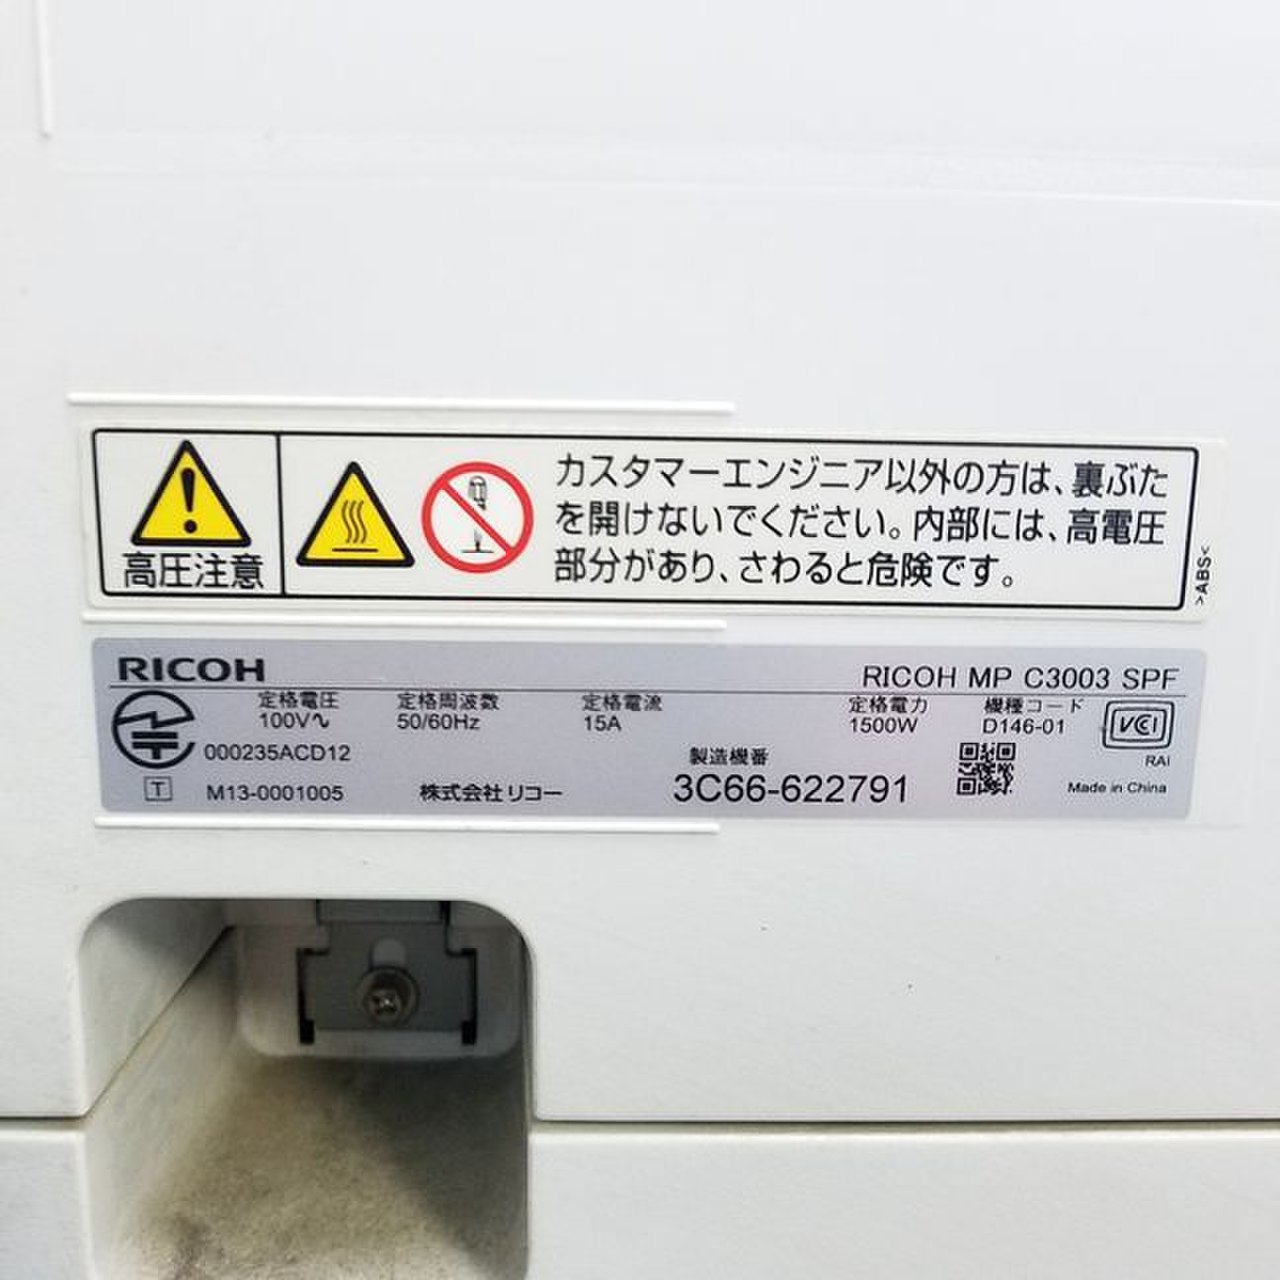 高圧注意
カスタマーエンジニア以外の方は、裏ぶた
を開けないでください。内部には、高電圧
部分があり、さわると危険です。
>ABS<
RICOH
RICOH MP C3003 SPF
定格電圧 定格周波数 定格電流 定格電力 機種コード
100V∿ 50/60Hz 15A 1500W D146-01
VCCI
000235ACD12
製造機番
RAI
T M13-0001005 株式会社リコー 3C66-622791 Made in China